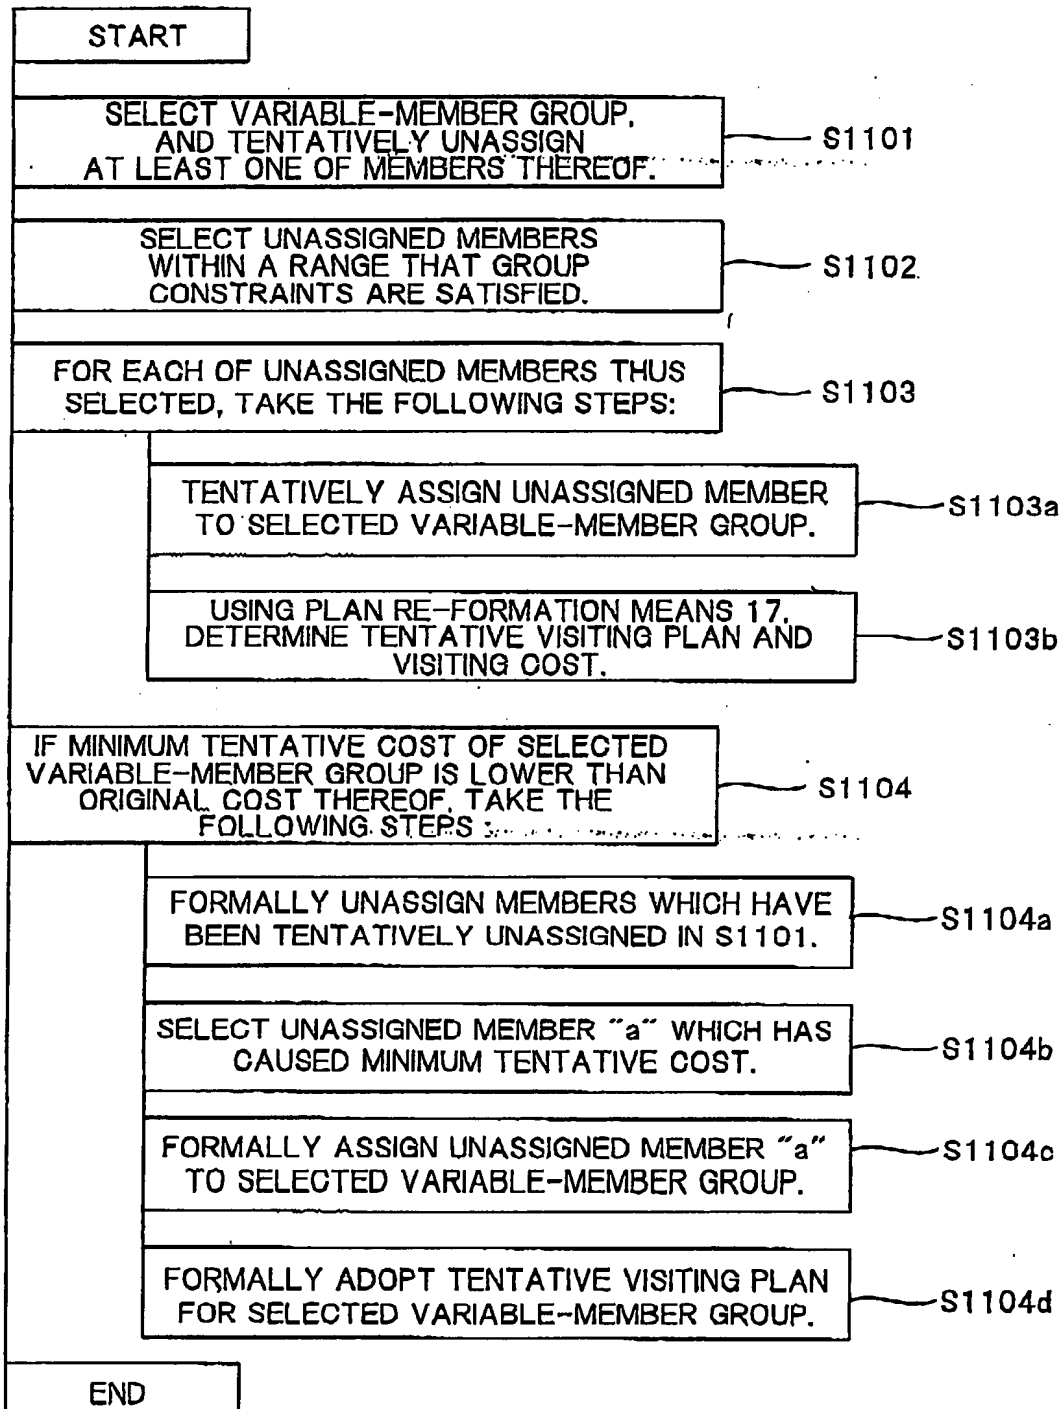 START
SELECT VARIABLE-MEMBER GROUP,
AND TENTATIVELY UNASSIGN
AT LEAST ONE OF MEMBERS THEREOF.
S1101
SELECT UNASSIGNED MEMBERS
WITHIN A RANGE THAT GROUP
CONSTRAINTS ARE SATISFIED.
S1102
FOR EACH OF UNASSIGNED MEMBERS THUS
SELECTED, TAKE THE FOLLOWING STEPS:
S1103
TENTATIVELY ASSIGN UNASSIGNED MEMBER
TO SELECTED VARIABLE-MEMBER GROUP.
S1103a
USING PLAN RE-FORMATION MEANS 17,
DETERMINE TENTATIVE VISITING PLAN AND
VISITING COST.
S1103b
IF MINIMUM TENTATIVE COST OF SELECTED
VARIABLE-MEMBER GROUP IS LOWER THAN
ORIGINAL COST THEREOF, TAKE THE
FOLLOWING STEPS :
S1104
FORMALLY UNASSIGN MEMBERS WHICH HAVE
BEEN TENTATIVELY UNASSIGNED IN S1101.
S1104a
SELECT UNASSIGNED MEMBER "a" WHICH HAS
CAUSED MINIMUM TENTATIVE COST.
S1104b
FORMALLY ASSIGN UNASSIGNED MEMBER "a"
TO SELECTED VARIABLE-MEMBER GROUP.
S1104c
FORMALLY ADOPT TENTATIVE VISITING PLAN
FOR SELECTED VARIABLE-MEMBER GROUP.
S1104d
END